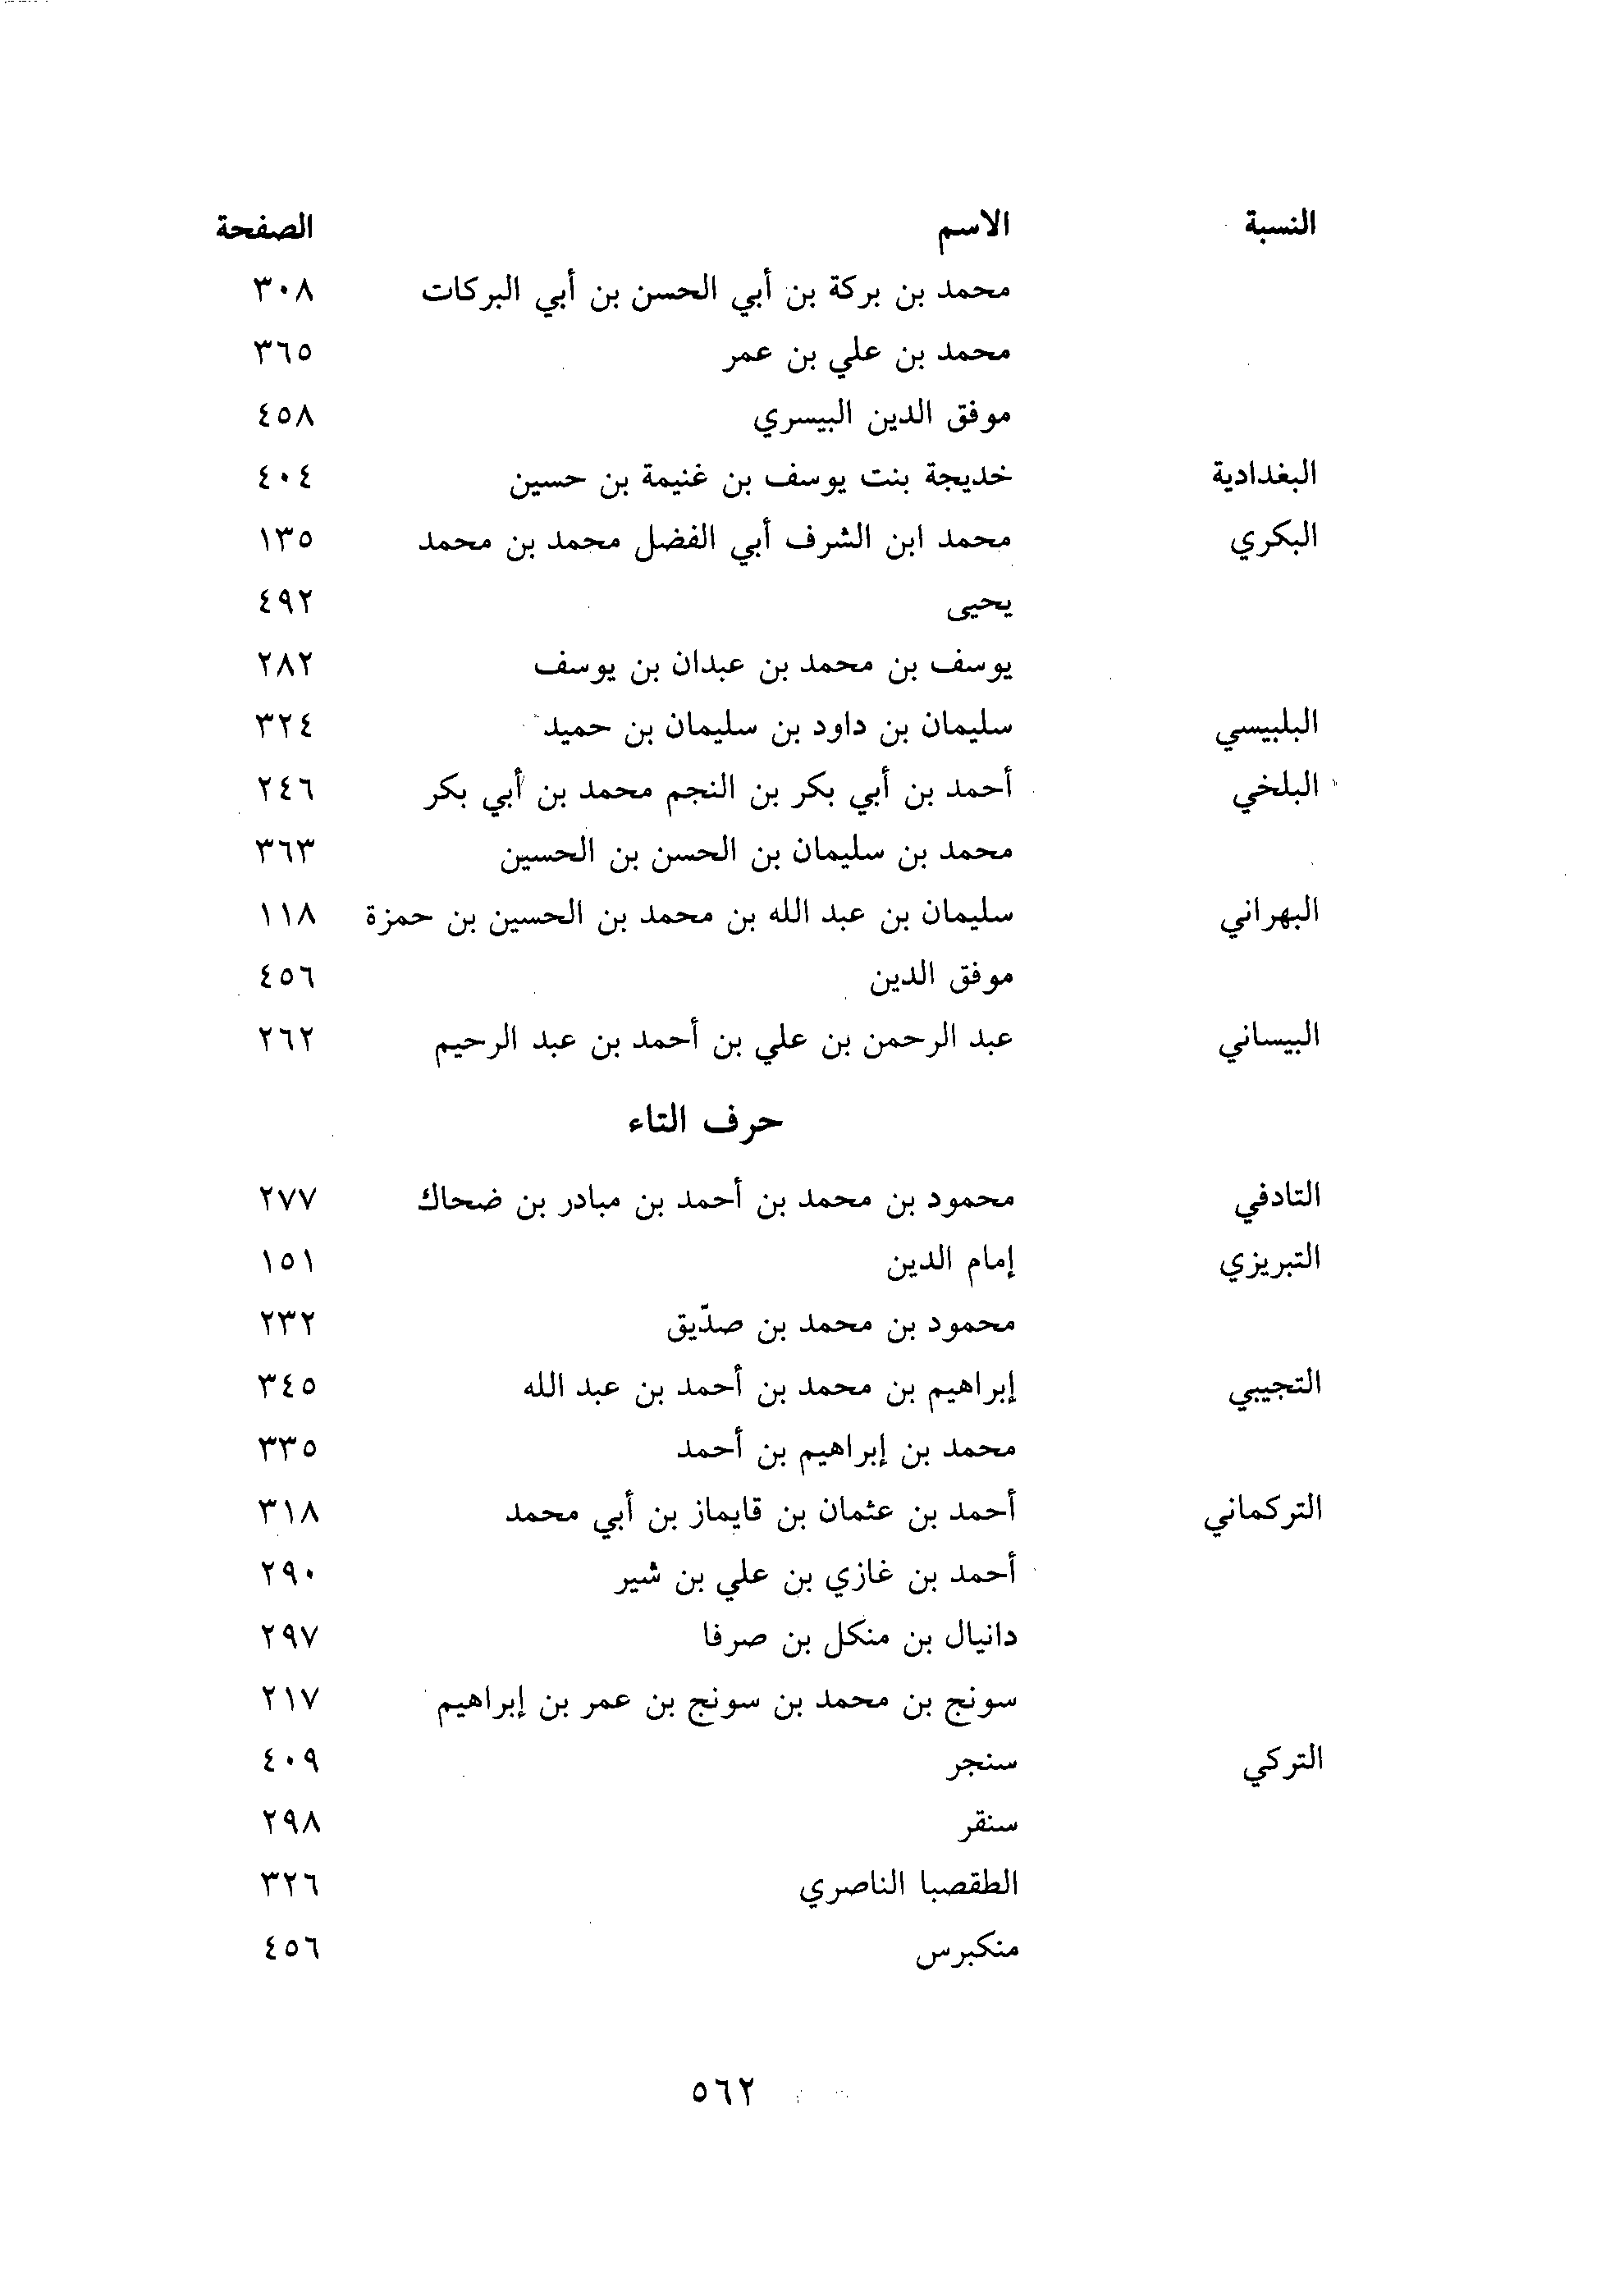 النسبة الاسم الصفحة
محمد بن بركة بن أبي الحسن بن أبي البركات ٣٠٨
محمد بن علي بن عمر ٣٦٥
موفق الدين البيسري ٤٥٨
البغدادية خديجة بنت يوسف بن غنيمة بن حسين ٤٠٤
البكري محمد ابن الشرف أبي الفضل محمد بن محمد ١٣٥
يحيى ٤٩٢
يوسف بن محمد بن عبدان بن يوسف ٢٨٢
البلبيسي سليمان بن داود بن سليمان بن حميد ٣٢٤
البلخي أحمد بن أبي بكر بن النجم محمد بن أبي بكر ٢٤٦
محمد بن سليمان بن الحسن بن الحسين ٣٦٣
البهراني سليمان بن عبد الله بن محمد بن الحسين بن حمزة ١١٨
موفق الدين ٤٥٦
البيساني عبد الرحمن بن علي بن أحمد بن عبد الرحيم ٢٦٢
حرف التاء
التادفي محمود بن محمد بن أحمد بن مبادر بن ضحاك ٢٧٧
التبريزي إمام الدين ١٥١
محمود بن محمد بن صدّيق ٢٣٢
التجيبي إبراهيم بن محمد بن أحمد بن عبد الله ٣٤٥
محمد بن إبراهيم بن أحمد ٣٣٥
التركماني أحمد بن عثمان بن قايماز بن أبي محمد ٣١٨
أحمد بن غازي بن علي بن شير ٢٩٠
دانيال بن منكل بن صرفا ٢٩٧
سونج بن محمد بن سونج بن عمر بن إبراهيم ٢١٧
التركي سنجر ٤٠٩
سنقر ٢٩٨
الطقصبا الناصري ٣٢٦
منكبرس ٤٥٦
٥٦٢